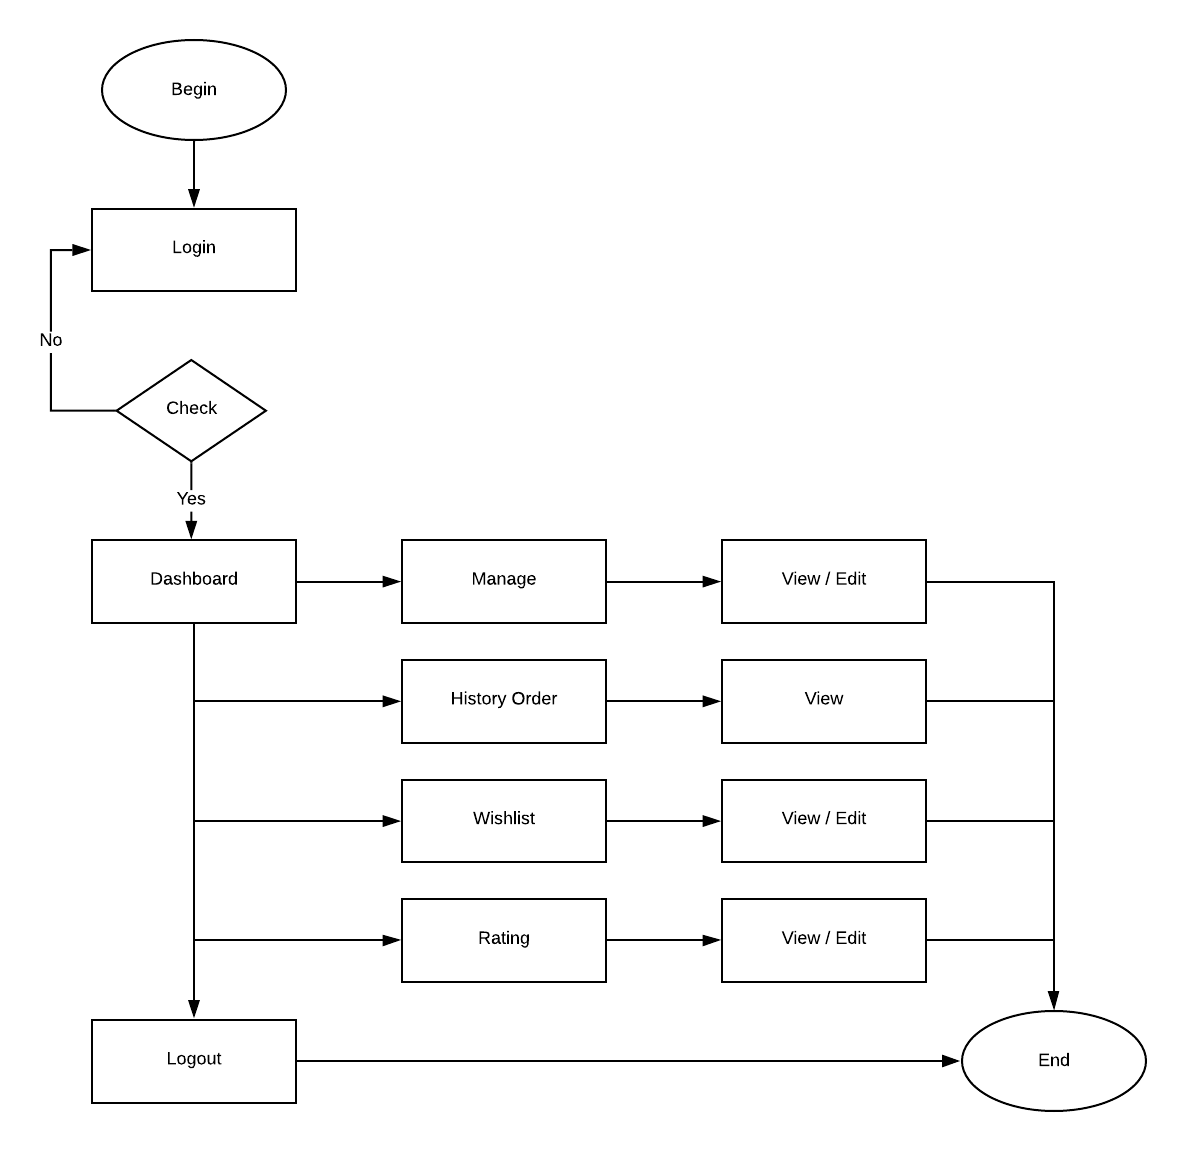 Begin
Login
No
Check
Yes
Dashboard
Manage
View / Edit
History Order
View
Wishlist
View / Edit
Rating
View / Edit
Logout
End